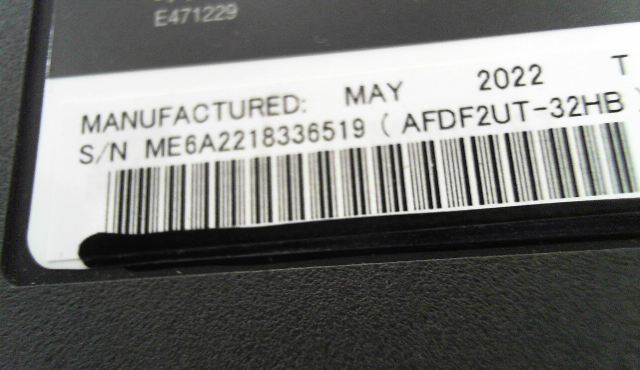 E471229
MANUFACTURED: MAY 2022 T
S/N ME6A2218336519 ( AFDF2UT-32HB )